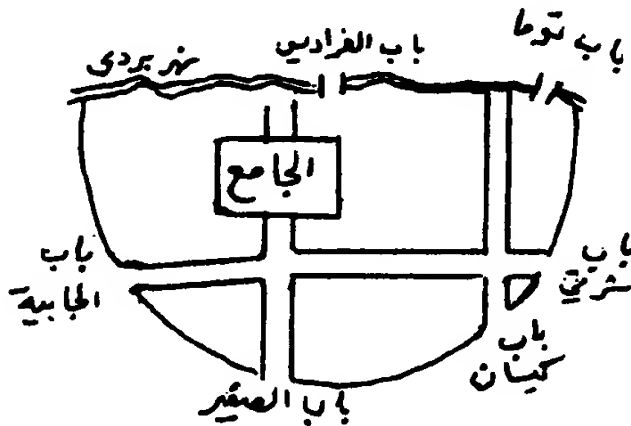 باب توما
باب الفراديس
نهر بردى
الجامع
باب
شرقي
باب
الجابية
باب
كيسان
باب الصغير